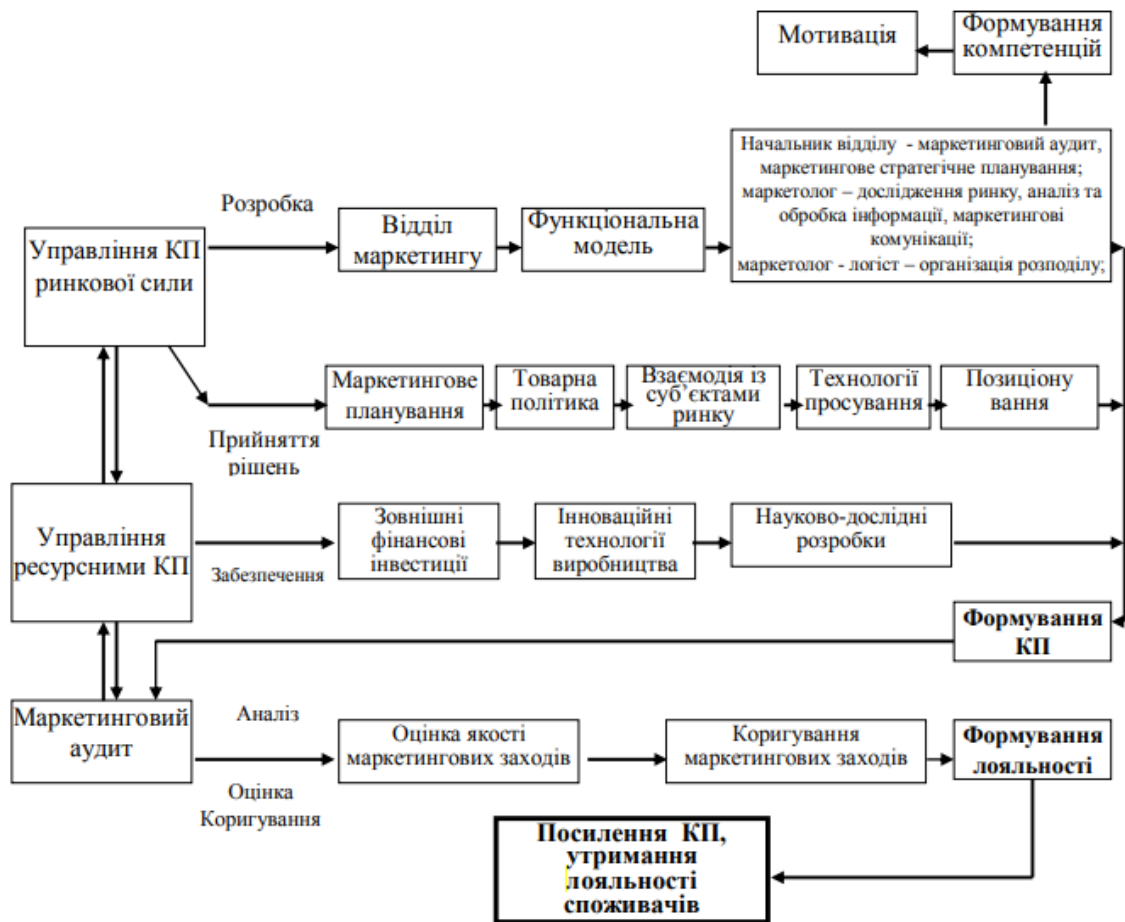 Мотивація
Формування
компетенцій
Начальник відділу - маркетинговий аудит,
маркетингове стратегічне планування;
маркетолог – дослідження ринку, аналіз та
обробка інформації, маркетингові
комунікації;
маркетолог - логіст – організація розподілу;
Розробка
Відділ
маркетингу
Функціональна
модель
Управління КП
ринкової сили
Маркетингове
планування
Товарна
політика
Взаємодія із
суб’єктами
ринку
Технології
просування
Позиціону
вання
Прийняття
рішень
Управління
ресурсними КП
Забезпечення
Зовнішні
фінансові
інвестиції
Інноваційні
технології
виробництва
Науково-дослідні
розробки
Формування
КП
Маркетинговий
аудит
Аналіз
Оцінка
Коригування
Оцінка якості
маркетингових заходів
Коригування
маркетингових заходів
Формування
лояльності
Посилення КП,
утримання
лояльності
споживачів